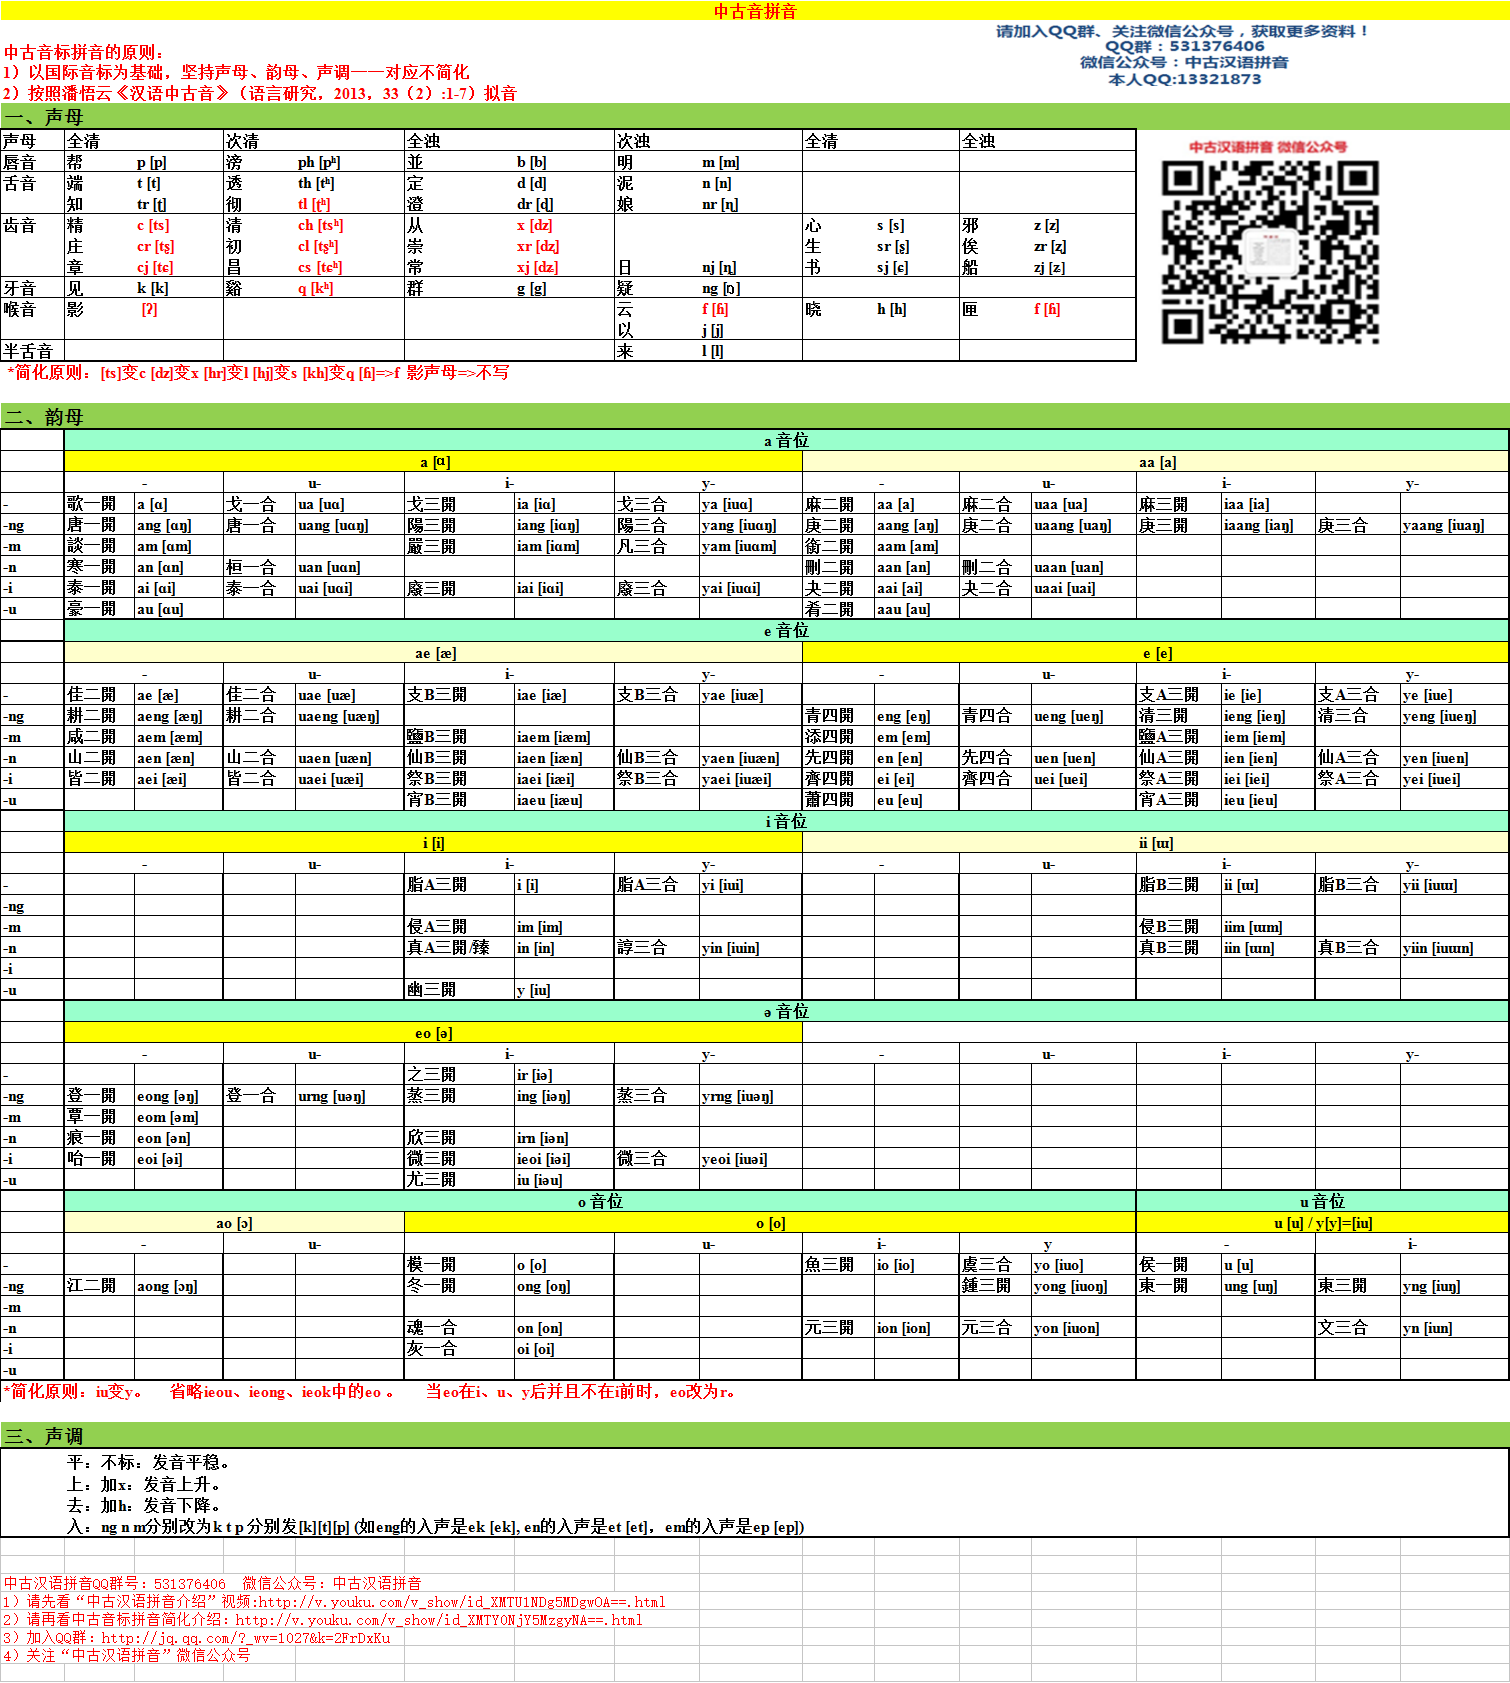 中古音拼音
请加入QQ群、关注微信公众号，获取更多资料！
QQ群：531376406
微信公众号：中古汉语拼音
本人QQ:13321873
中古音标拼音的原则：
1）以国际音标为基础，坚持声母、韵母、声调一一对应不简化
2）按照潘悟云《汉语中古音》（语言研究，2013，33（2）:1-7）拟音
一、声母
声母 全清 次清 全浊 次浊 全清 全浊
唇音 帮 p [p] 滂 ph [pʰ] 並 b [b] 明 m [m]
舌音 端 t [t] 透 th [tʰ] 定 d [d] 泥 n [n]
知 tr [ʈ] 彻 tl [ʈʰ] 澄 dr [ɖ] 娘 nr [ɳ]
齿音 精 c [ts] 清 ch [tsʰ] 从 x [dz] 心 s [s] 邪 z [z]
庄 cr [tʂ] 初 cl [tʂʰ] 崇 xr [dʐ] 生 sr [ʂ] 俟 zr [ʐ]
章 cj [tɕ] 昌 cs [tɕʰ] 常 xj [dʑ] 日 nj [ȵ] 书 sj [ɕ] 船 zj [ʑ]
牙音 见 k [k] 谿 q [kʰ] 群 g [g] 疑 ng [ŋ]
喉音 影 [ʔ] 云 f [ɦ] 晓 h [h] 匣 f [ɦ]
以 j [j]
半舌音 来 l [l]
中古汉语拼音 微信公众号
*简化原则：[ts]变c [dz]变x [hr]变l [hj]变s [kh]变q [ɦ]=>f 影声母=>不写
二、韵母
a 音位
a [ɑ] aa [a]
- u- i- y- - u- i- y-
- 歌一開 a [ɑ] 戈一合 ua [uɑ] 戈三開 ia [iɑ] 戈三合 ya [iuɑ] 麻二開 aa [a] 麻二合 uaa [ua] 麻三開 iaa [ia]
-ng 唐一開 ang [ɑŋ] 唐一合 uang [uɑŋ] 陽三開 iang [iɑŋ] 陽三合 yang [iuɑŋ] 庚二開 aang [aŋ] 庚二合 uaang [uaŋ] 庚三開 iaang [iaŋ] 庚三合 yaang [iuaŋ]
-m 談一開 am [ɑm] 嚴三開 iam [iɑm] 凡三合 yam [iuɑm] 銜二開 aam [am]
-n 寒一開 an [ɑn] 桓一合 uan [uɑn] 刪二開 aan [an] 刪二合 uaan [uan]
-i 泰一開 ai [ɑi] 泰一合 uai [uɑi] 廢三開 iai [iɑi] 廢三合 yai [iuɑi] 夬二開 aai [ai] 夬二合 uaai [uai]
-u 豪一開 au [ɑu] 肴二開 aau [au]
e 音位
ae [æ] e [e]
- u- i- y- - u- i- y-
- 佳二開 ae [æ] 佳二合 uae [uæ] 支B三開 iae [iæ] 支B三合 yae [iuæ] 支A三開 ie [ie] 支A三合 ye [iue]
-ng 耕二開 aeng [æŋ] 耕二合 uaeng [uæŋ] 青四開 eng [eŋ] 青四合 ueng [ueŋ] 清三開 ieng [ieŋ] 清三合 yeng [iueŋ]
-m 咸二開 aem [æm] 鹽B三開 iaem [iæm] 添四開 em [em] 鹽A三開 iem [iem]
-n 山二開 aen [æn] 山二合 uaen [uæn] 仙B三開 iaen [iæn] 仙B三合 yaen [iuæn] 先四開 en [en] 先四合 uen [uen] 仙A三開 ien [ien] 仙A三合 yen [iuen]
-i 皆二開 aei [æi] 皆二合 uaei [uæi] 祭B三開 iaei [iæi] 祭B三合 yaei [iuæi] 齊四開 ei [ei] 齊四合 uei [uei] 祭A三開 iei [iei] 祭A三合 yei [iuei]
-u 宵B三開 iaeu [iæu] 蕭四開 eu [eu] 宵A三開 ieu [ieu]
i 音位
i [i] ii [ɯ]
- u- i- y- - u- i- y-
- 脂A三開 i [i] 脂A三合 yi [iui] 脂B三開 ii [ɯ] 脂B三合 yii [iuɯ]
-ng
-m 侵A三開 im [im] 侵B三開 iim [ɯm]
-n 真A三開/臻 in [in] 諄三合 yin [iuin] 真B三開 iin [ɯn] 真B三合 yiin [iuɯn]
-i
-u 幽三開 y [iu]
ə 音位
eo [ə]
- u- i- y- - u- i- y-
- 之三開 ir [iə]
-ng 登一開 eong [əŋ] 登一合 urng [uəŋ] 蒸三開 ing [iəŋ] 蒸三合 yrng [iuəŋ]
-m 覃一開 eom [əm]
-n 痕一開 eon [ən] 欣三開 irn [iən]
-i 咍一開 eoi [əi] 微三開 ieoi [iəi] 微三合 yeoi [iuəi]
-u 尤三開 iu [iəu]
o 音位 u 音位
ao [ɔ] o [o] u [u] / y[y]=[iu]
- u- u- i- y - i-
- 模一開 o [o] 魚三開 io [io] 虞三合 yo [iuo] 侯一開 u [u]
-ng 江二開 aong [ɔŋ] 冬一開 ong [oŋ] 鍾三開 yong [iuoŋ] 東一開 ung [uŋ] 東三開 yng [iuŋ]
-m
-n 魂一合 on [on] 元三開 ion [ion] 元三合 yon [iuon] 文三合 yn [iun]
-i 灰一合 oi [oi]
-u
*简化原则：iu变y。 省略ieou、ieong、ieok中的eo 。 当eo在i、u、y后并且不在i前时，eo改为r。
三、声调
平：不标：发音平稳。
上：加x：发音上升。
去：加h：发音下降。
入：ng n m分别改为k t p 分别发[k][t][p] (如eng的入声是ek [ek], en的入声是et [et]，em的入声是ep [ep])
中古汉语拼音QQ群号：531376406 微信公众号：中古汉语拼音
1）请先看“中古汉语拼音介绍”视频:http://v.youku.com/v_show/id_XMTU1NDg5MDgwOA==.html
2）请再看中古音标拼音简化介绍：http://v.youku.com/v_show/id_XMTY0NjY5MzgyNA==.html
3）加入QQ群：http://jq.qq.com/?_wv=1027&k=2FrDxKu
4）关注“中古汉语拼音”微信公众号